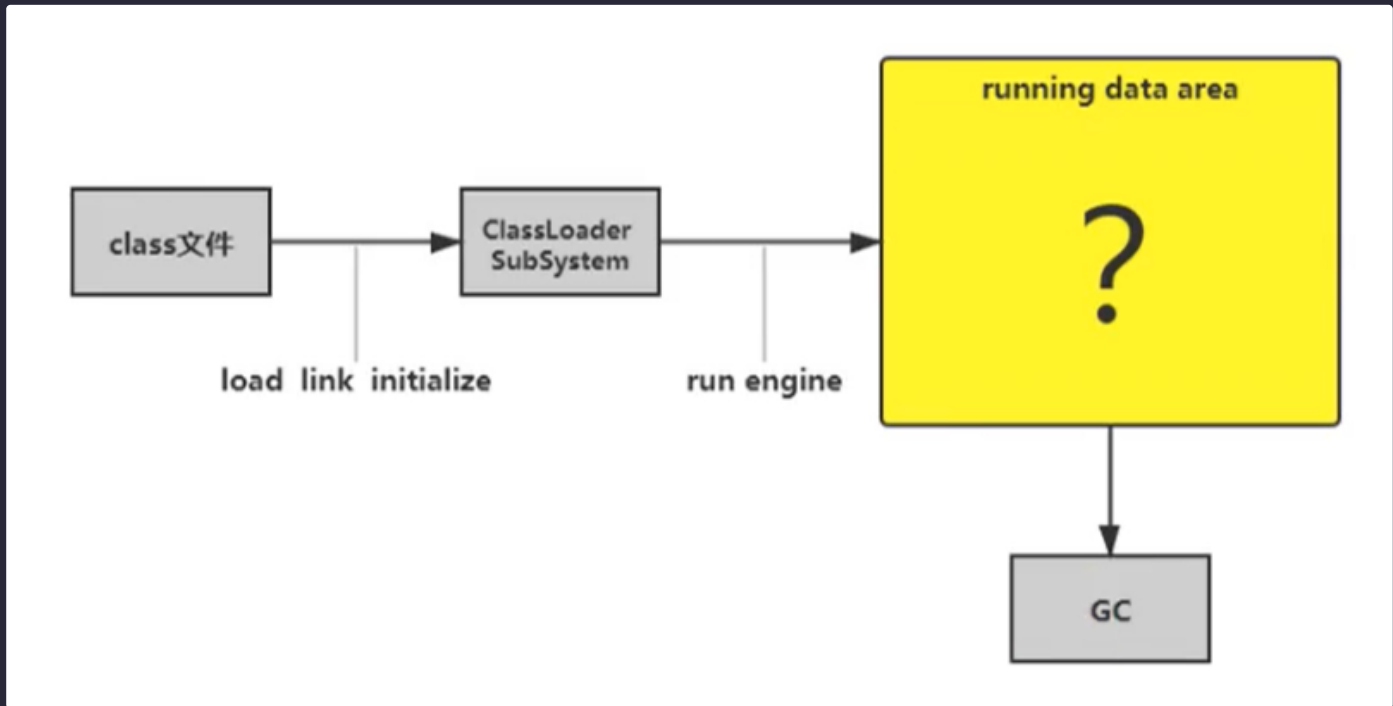 running data area
?
class文件
ClassLoader
SubSystem
load link initialize
run engine
GC